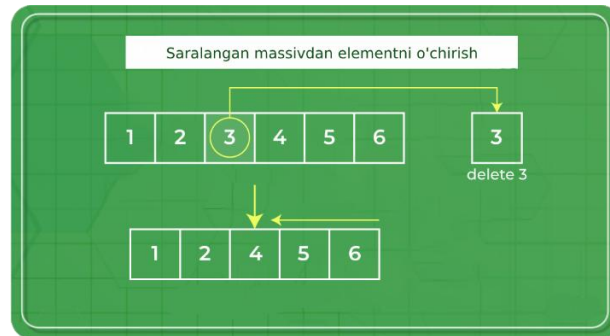 Saralangan massivdan elementni o'chirish
1 2 3 4 5 6 3
delete 3
1 2 4 5 6